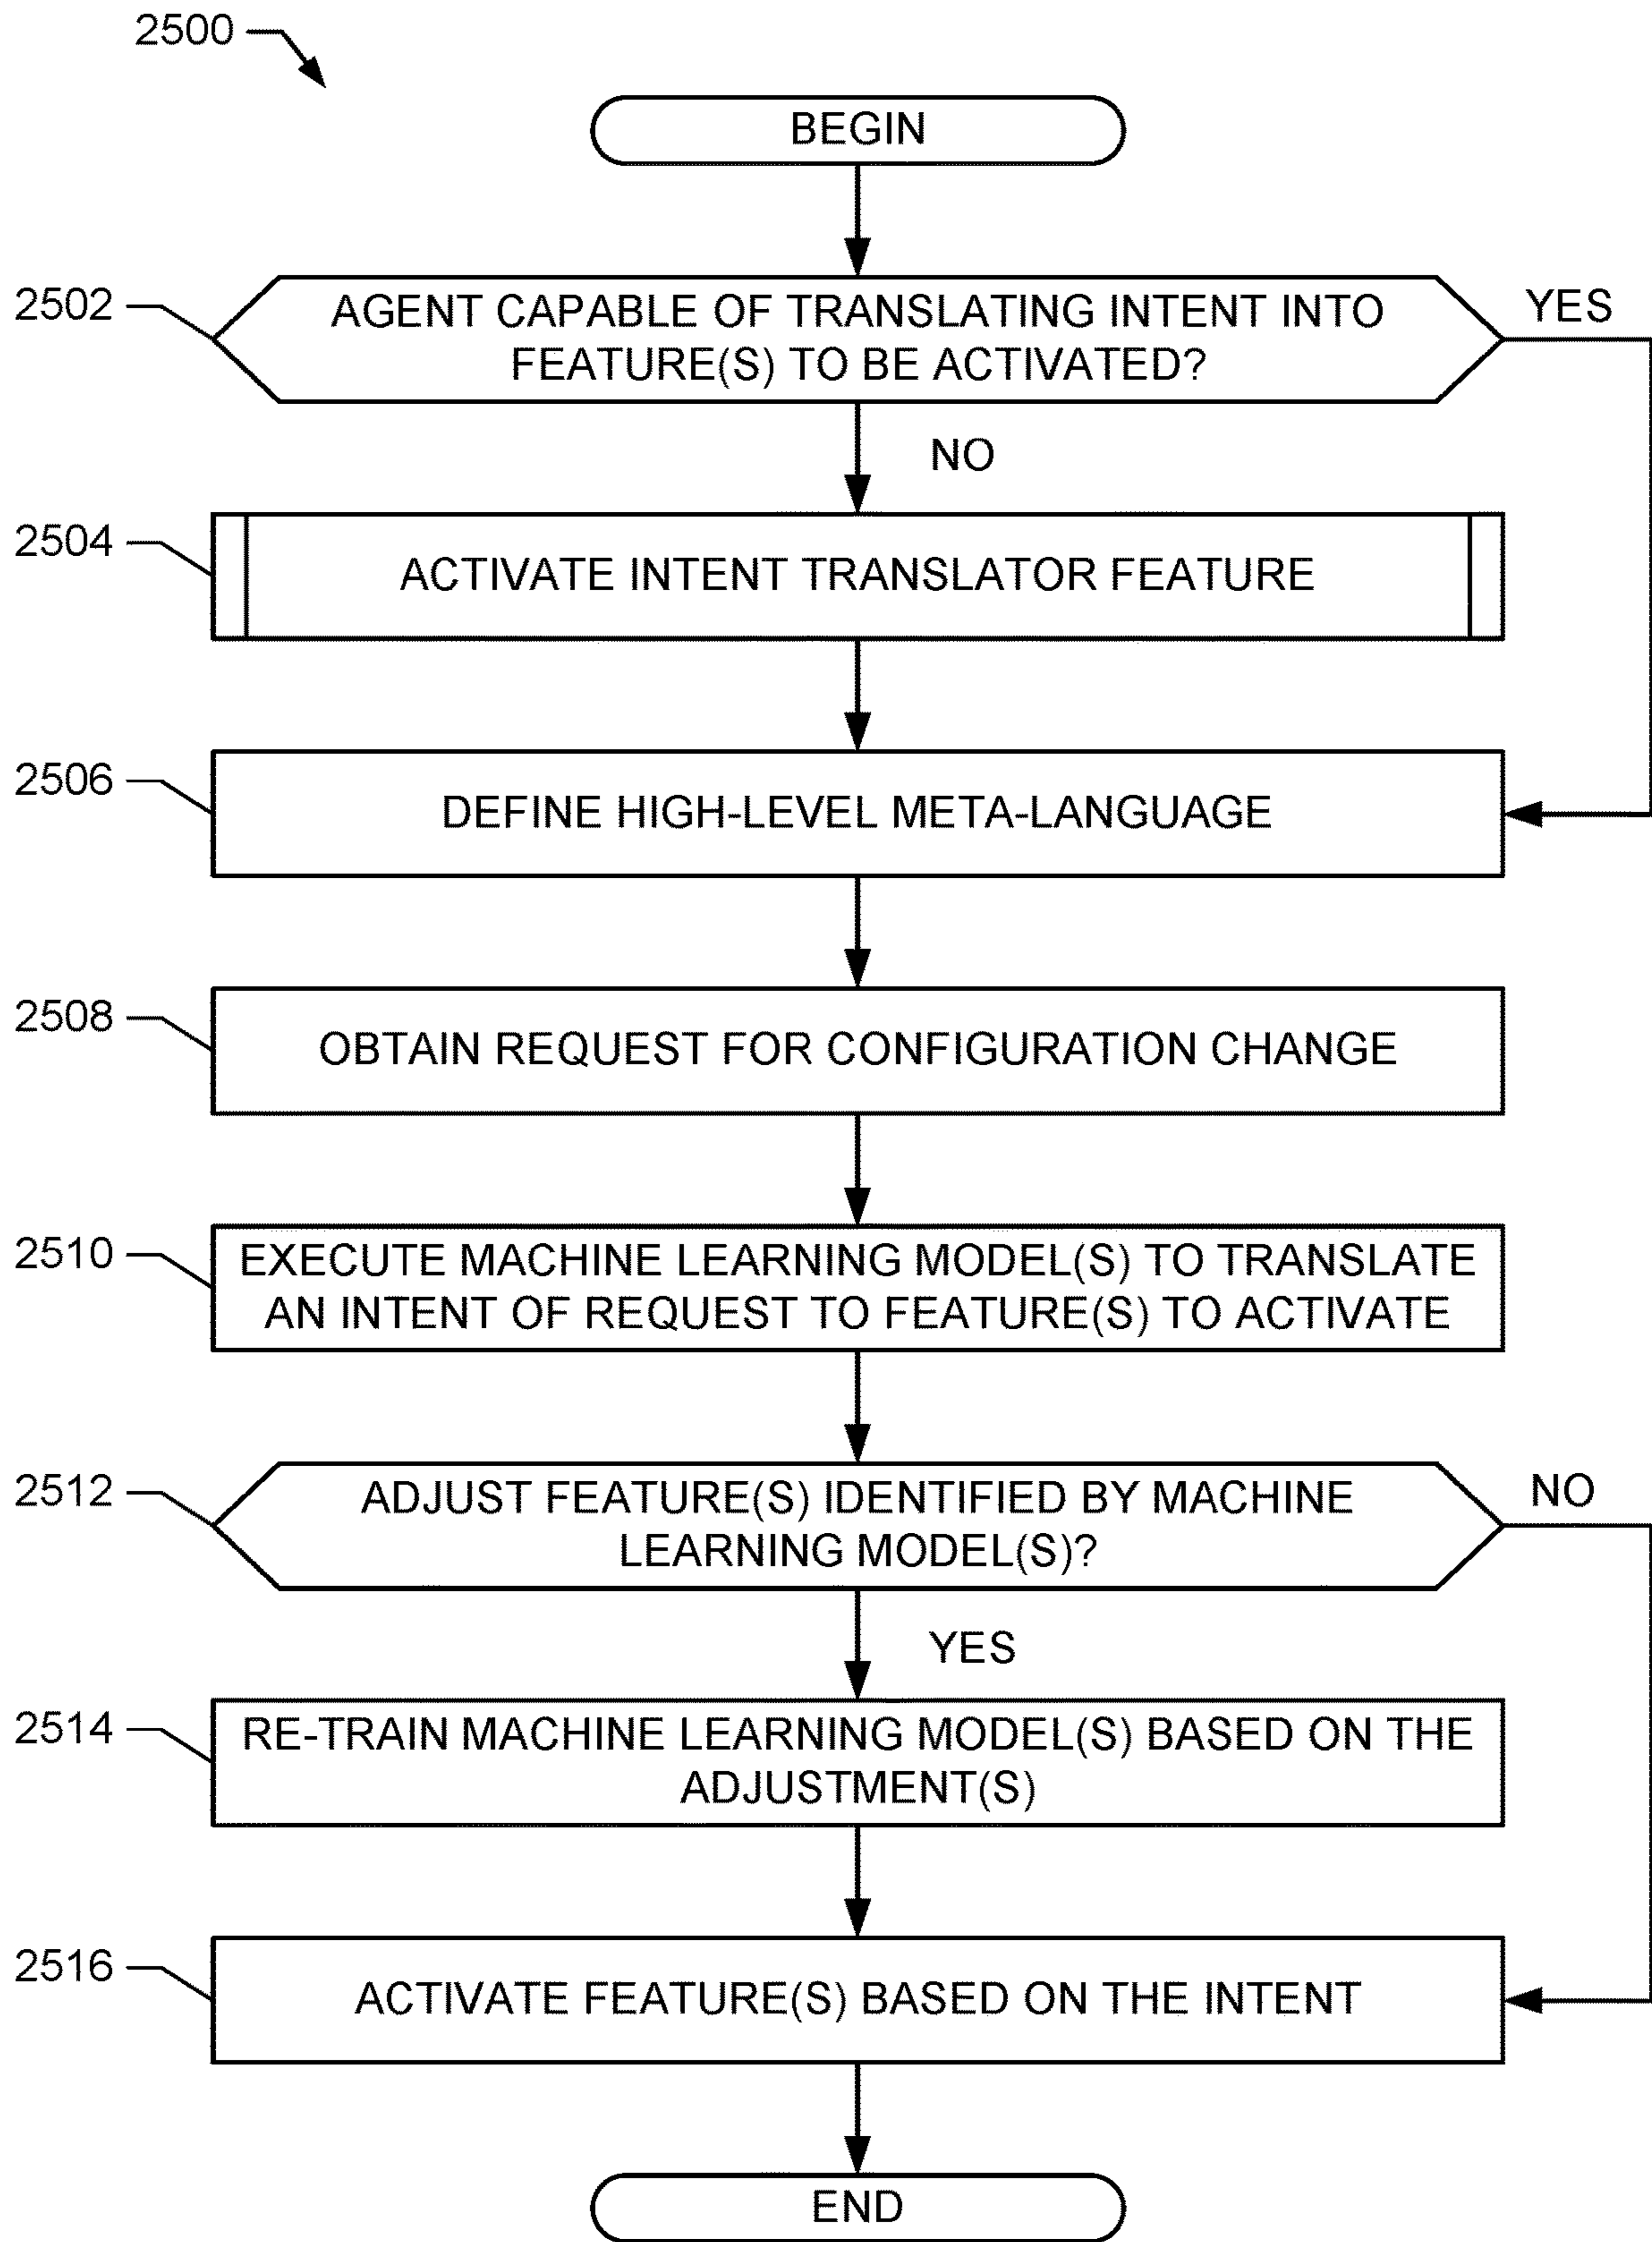 2500
BEGIN
2502
AGENT CAPABLE OF TRANSLATING INTENT INTO
FEATURE(S) TO BE ACTIVATED?
YES
NO
2504
ACTIVATE INTENT TRANSLATOR FEATURE
2506
DEFINE HIGH-LEVEL META-LANGUAGE
2508
OBTAIN REQUEST FOR CONFIGURATION CHANGE
2510
EXECUTE MACHINE LEARNING MODEL(S) TO TRANSLATE
AN INTENT OF REQUEST TO FEATURE(S) TO ACTIVATE
2512
ADJUST FEATURE(S) IDENTIFIED BY MACHINE
LEARNING MODEL(S)?
NO
YES
2514
RE-TRAIN MACHINE LEARNING MODEL(S) BASED ON THE
ADJUSTMENT(S)
2516
ACTIVATE FEATURE(S) BASED ON THE INTENT
END